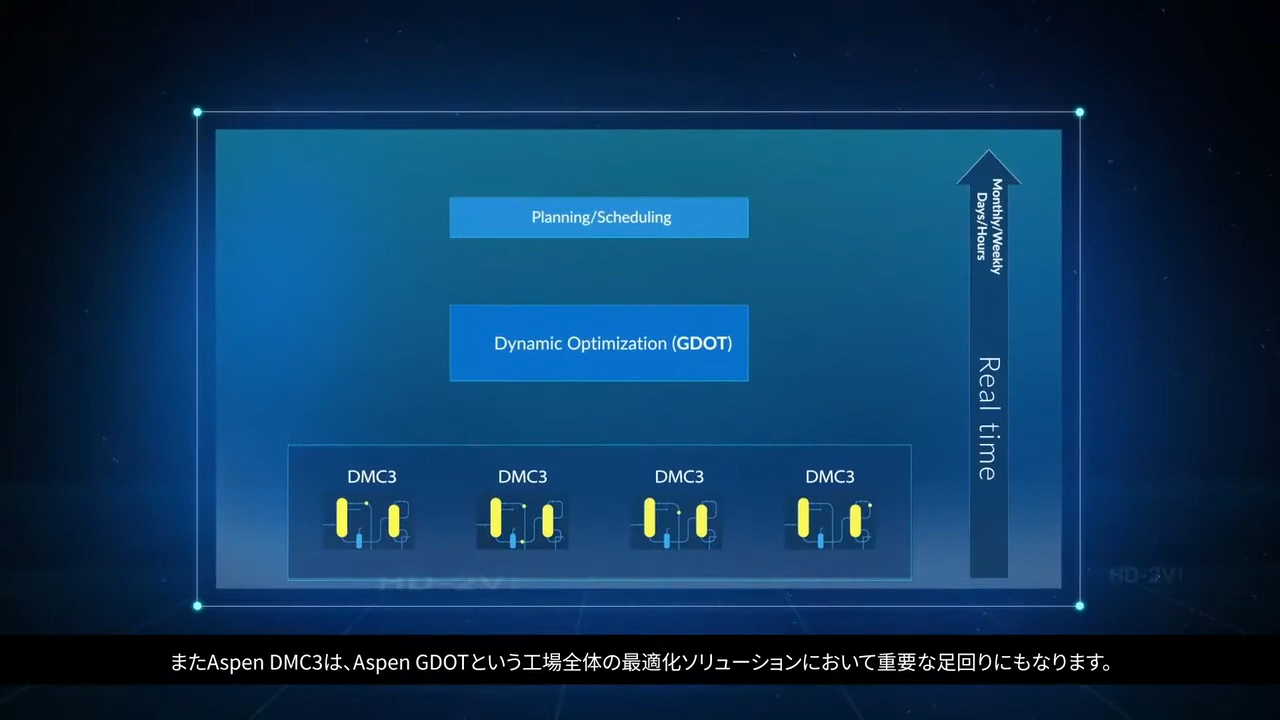 Planning/Scheduling
Monthly/Weekly
Days/Hours
Dynamic Optimization (GDOT)
Real time
DMC3 DMC3 DMC3 DMC3
またAspen DMC3は、Aspen GDOTという工場全体の最適化ソリューションにおいて重要な足回りにもなります。